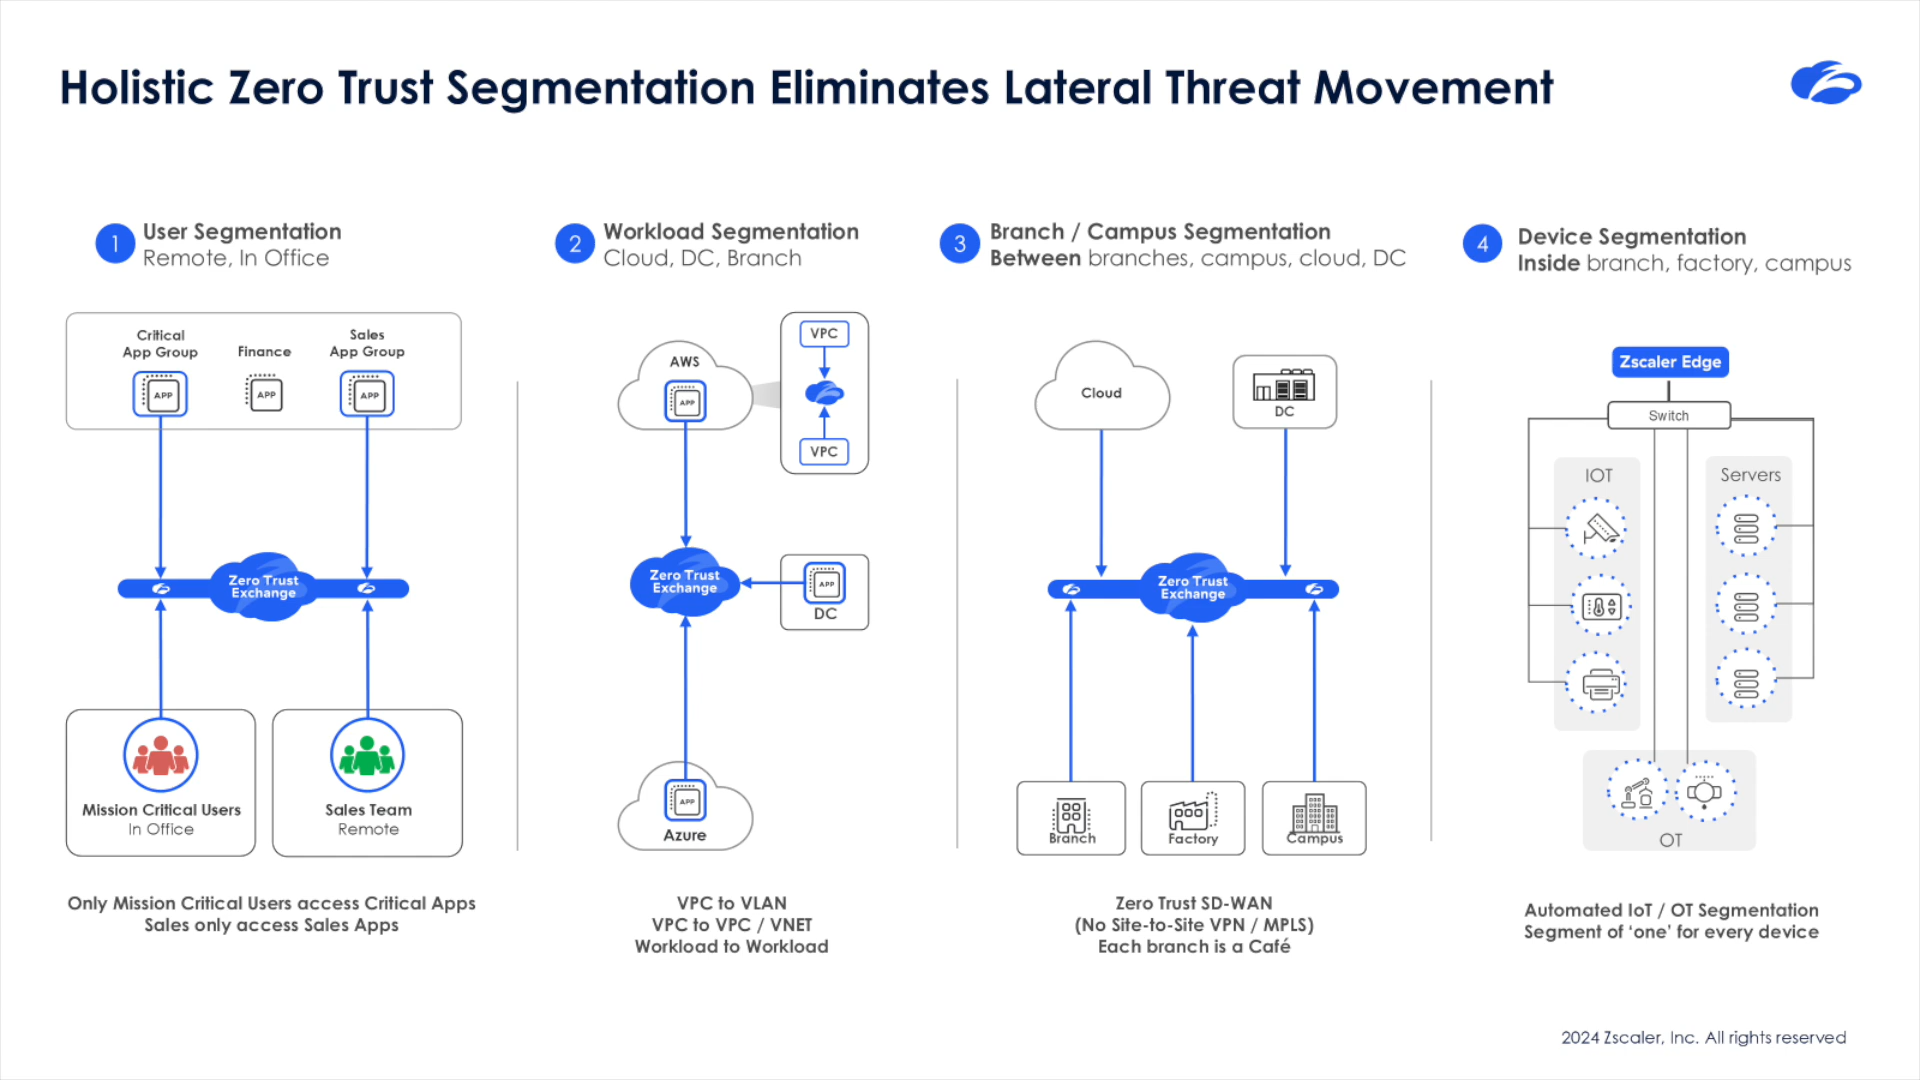 Holistic Zero Trust Segmentation Eliminates Lateral Threat Movement
1
User Segmentation
Remote, In Office
Critical
App Group
Finance
Sales
App Group
APP
APP
APP
Zero Trust
Exchange
Mission Critical Users
In Office
Sales Team
Remote
Only Mission Critical Users access Critical Apps
Sales only access Sales Apps
2
Workload Segmentation
Cloud, DC, Branch
AWS
APP
VPC
VPC
Zero Trust
Exchange
APP
DC
APP
Azure
VPC to VLAN
VPC to VPC / VNET
Workload to Workload
3
Branch / Campus Segmentation
Between branches, campus, cloud, DC
Cloud
DC
Zero Trust
Exchange
Branch
Factory
Campus
Zero Trust SD-WAN
(No Site-to-Site VPN / MPLS)
Each branch is a Café
4
Device Segmentation
Inside branch, factory, campus
Zscaler Edge
Switch
IOT
Servers
OT
Automated IoT / OT Segmentation
Segment of ‘one’ for every device
2024 Zscaler, Inc. All rights reserved